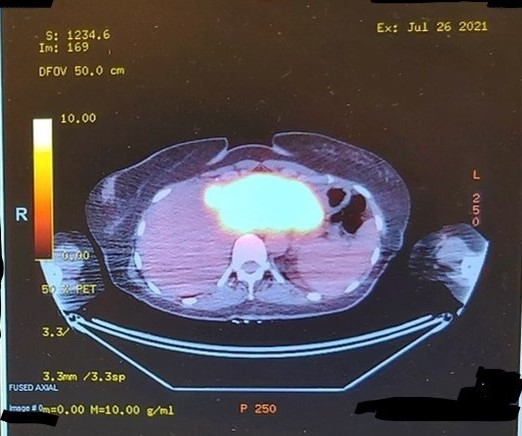 S: 1234.6
Im: 169
Ex: Jul 26 2021
DFOV 50.0 cm
10.00
L
R
250
0.00
50 % PET
3.3/
3.3mm /3.3sp
FUSED AXIAL
Image #
m=0.00 M=10.00 g/ml
P 250